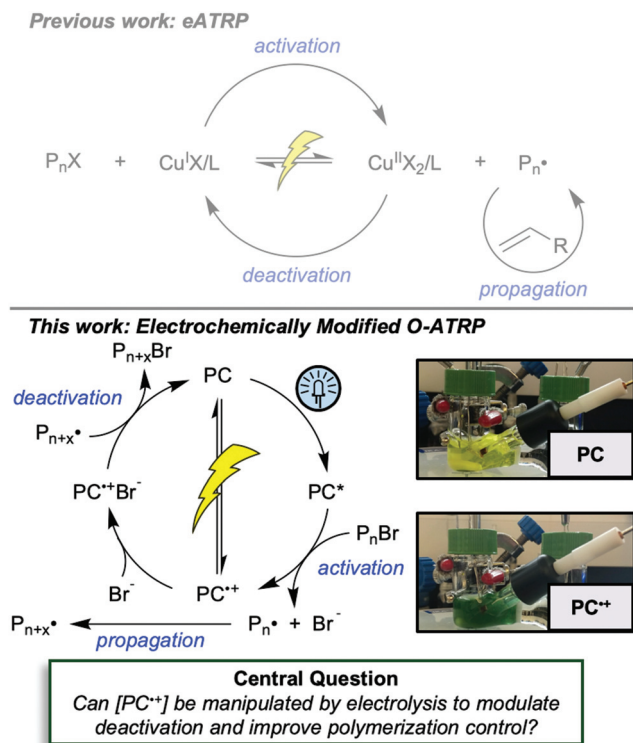 Previous work: eATRP
activation
PₙX + CuᴵX/L CuᴵᴵX₂/L + Pₙ•
R
deactivation
propagation
This work: Electrochemically Modified O-ATRP
Pₙ₊ₓBr
PC
deactivation
Pₙ₊ₓ•
PC
PC•⁺Br⁻
PC*
PₙBr
activation
Br⁻
PC•⁺
PC•⁺
Pₙ₊ₓ• Pₙ• + Br⁻
propagation
Central Question
Can [PC•⁺] be manipulated by electrolysis to modulate
deactivation and improve polymerization control?